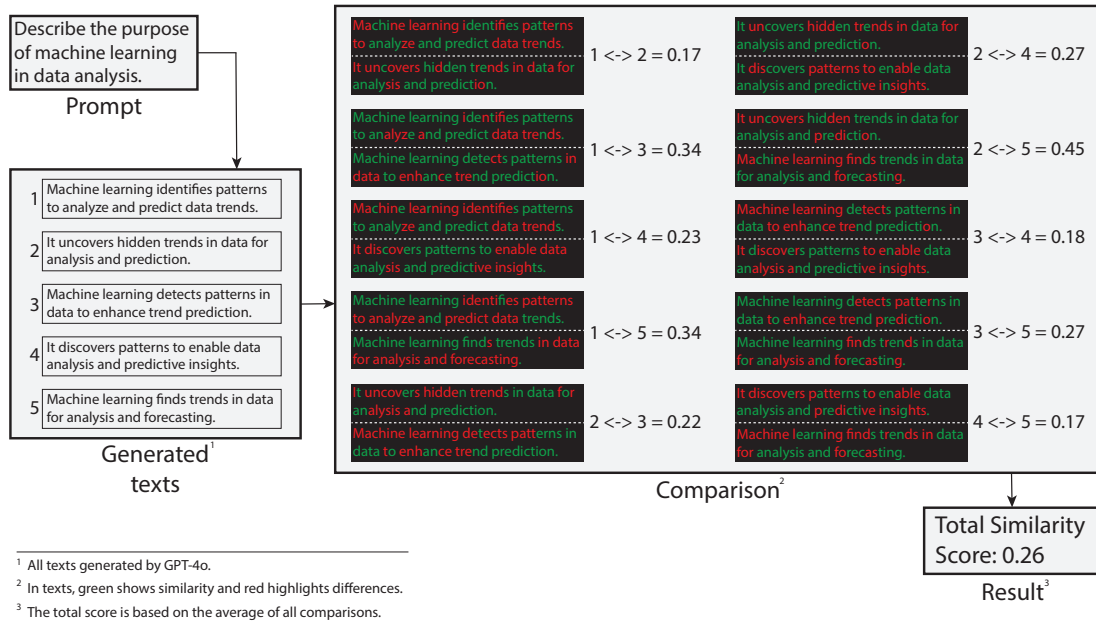 Describe the purpose
of machine learning
in data analysis.
Prompt
1 Machine learning identifies patterns
to analyze and predict data trends.
2 It uncovers hidden trends in data for
analysis and prediction.
3 Machine learning detects patterns in
data to enhance trend prediction.
4 It discovers patterns to enable data
analysis and predictive insights.
5 Machine learning finds trends in data
for analysis and forecasting.
Generated¹
texts
Machine learning identifies patterns
to analyze and predict data trends.
It uncovers hidden trends in data for
analysis and prediction.
1 <-> 2 = 0.17
Machine learning identifies patterns
to analyze and predict data trends.
Machine learning detects patterns in
data to enhance trend prediction.
1 <-> 3 = 0.34
Machine learning identifies patterns
to analyze and predict data trends.
It discovers patterns to enable data
analysis and predictive insights.
1 <-> 4 = 0.23
Machine learning identifies patterns
to analyze and predict data trends.
Machine learning finds trends in data
for analysis and forecasting.
1 <-> 5 = 0.34
It uncovers hidden trends in data for
analysis and prediction.
Machine learning detects patterns in
data to enhance trend prediction.
2 <-> 3 = 0.22
It uncovers hidden trends in data for
analysis and prediction.
It discovers patterns to enable data
analysis and predictive insights.
2 <-> 4 = 0.27
It uncovers hidden trends in data for
analysis and prediction.
Machine learning finds trends in data
for analysis and forecasting.
2 <-> 5 = 0.45
Machine learning detects patterns in
data to enhance trend prediction.
It discovers patterns to enable data
analysis and predictive insights.
3 <-> 4 = 0.18
Machine learning detects patterns in
data to enhance trend prediction.
Machine learning finds trends in data
for analysis and forecasting.
3 <-> 5 = 0.27
It discovers patterns to enable data
analysis and predictive insights.
Machine learning finds trends in data
for analysis and forecasting.
4 <-> 5 = 0.17
Comparison²
Total Similarity
Score: 0.26
Result³
¹ All texts generated by GPT-4o.
² In texts, green shows similarity and red highlights differences.
³ The total score is based on the average of all comparisons.